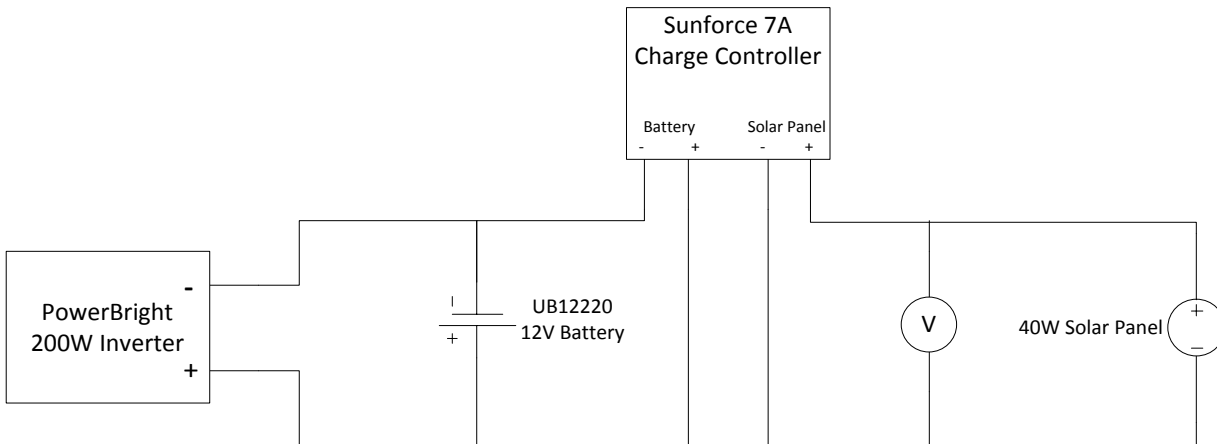 Sunforce 7A
Charge Controller
Battery Solar Panel
- + - +
-
PowerBright
200W Inverter
+
-
+
UB12220
12V Battery
V
40W Solar Panel
+
-